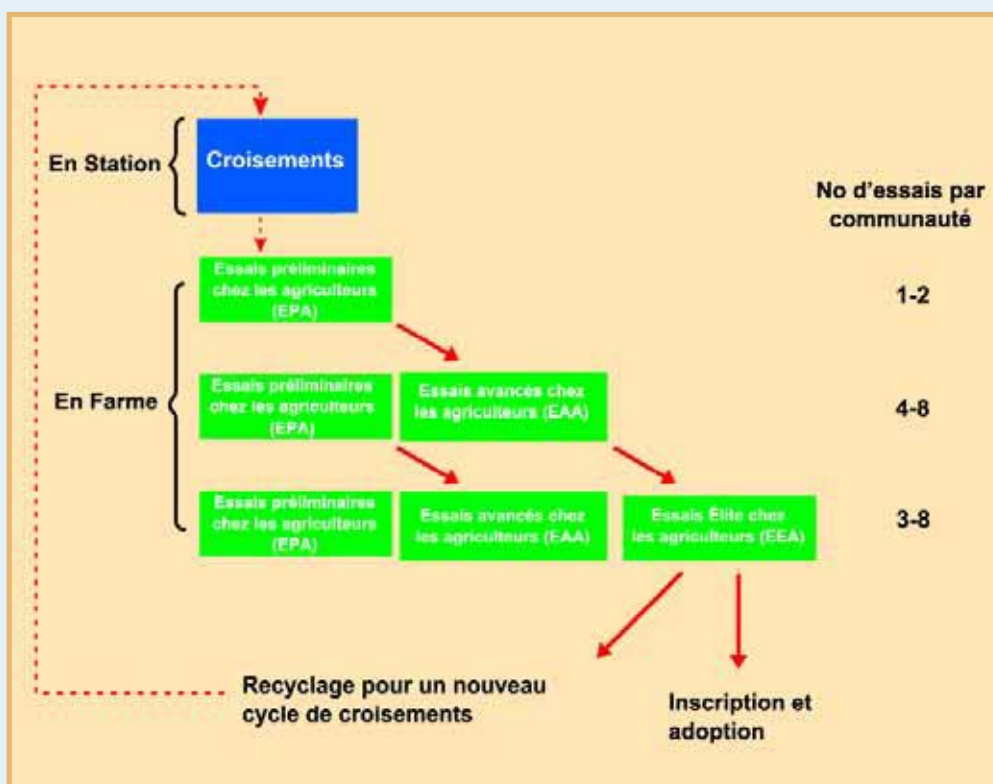 En Station
Croisements
No d'essais par
communauté
Essais préliminaires
chez les agriculteurs
(EPA)
1-2
En Farme
Essais préliminaires
chez les agriculteurs
(EPA)
Essais avancés chez
les agriculteurs (EAA)
4-8
Essais préliminaires
chez les agriculteurs
(EPA)
Essais avancés chez
les agriculteurs (EAA)
Essais Élite chez
les agriculteurs (EEA)
3-8
Recyclage pour un nouveau
cycle de croisements
Inscription et
adoption